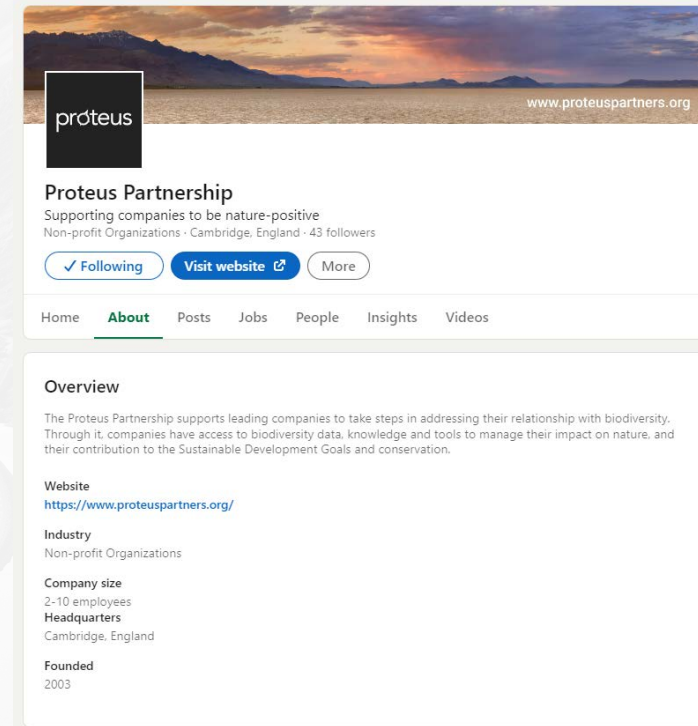 www.proteuspartners.org
proteus
Proteus Partnership
Supporting companies to be nature-positive
Non-profit Organizations · Cambridge, England · 43 followers
✓ Following
Visit website
More
Home About Posts Jobs People Insights Videos
Overview
The Proteus Partnership supports leading companies to take steps in addressing their relationship with biodiversity.
Through it, companies have access to biodiversity data, knowledge and tools to manage their impact on nature, and
their contribution to the Sustainable Development Goals and conservation.
Website
https://www.proteuspartners.org/
Industry
Non-profit Organizations
Company size
2-10 employees
Headquarters
Cambridge, England
Founded
2003